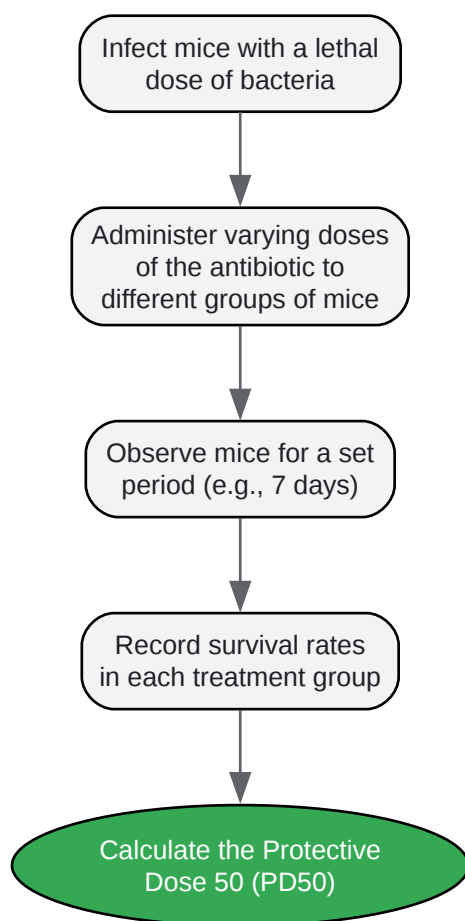 Infect mice with a lethal
dose of bacteria
Administer varying doses
of the antibiotic to
different groups of mice
Observe mice for a set
period (e.g., 7 days)
Record survival rates
in each treatment group
Calculate the Protective
Dose 50 (PD50)